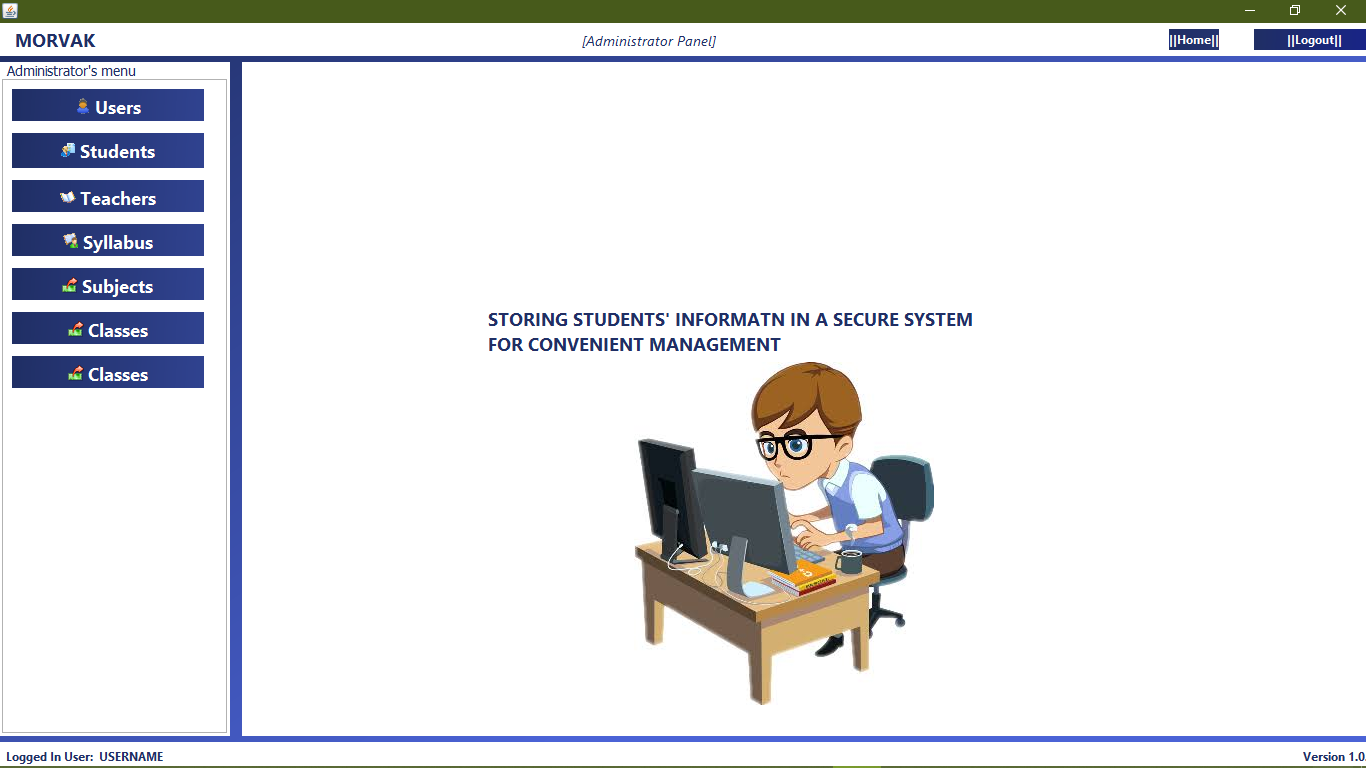 MORVAK
[Administrator Panel]
||Home||
||Logout||
Administrator's menu
Users
Students
Teachers
Syllabus
Subjects
Classes
Classes
STORING STUDENTS' INFORMATN IN A SECURE SYSTEM
FOR CONVENIENT MANAGEMENT
Logged In User: USERNAME
Version 1.0